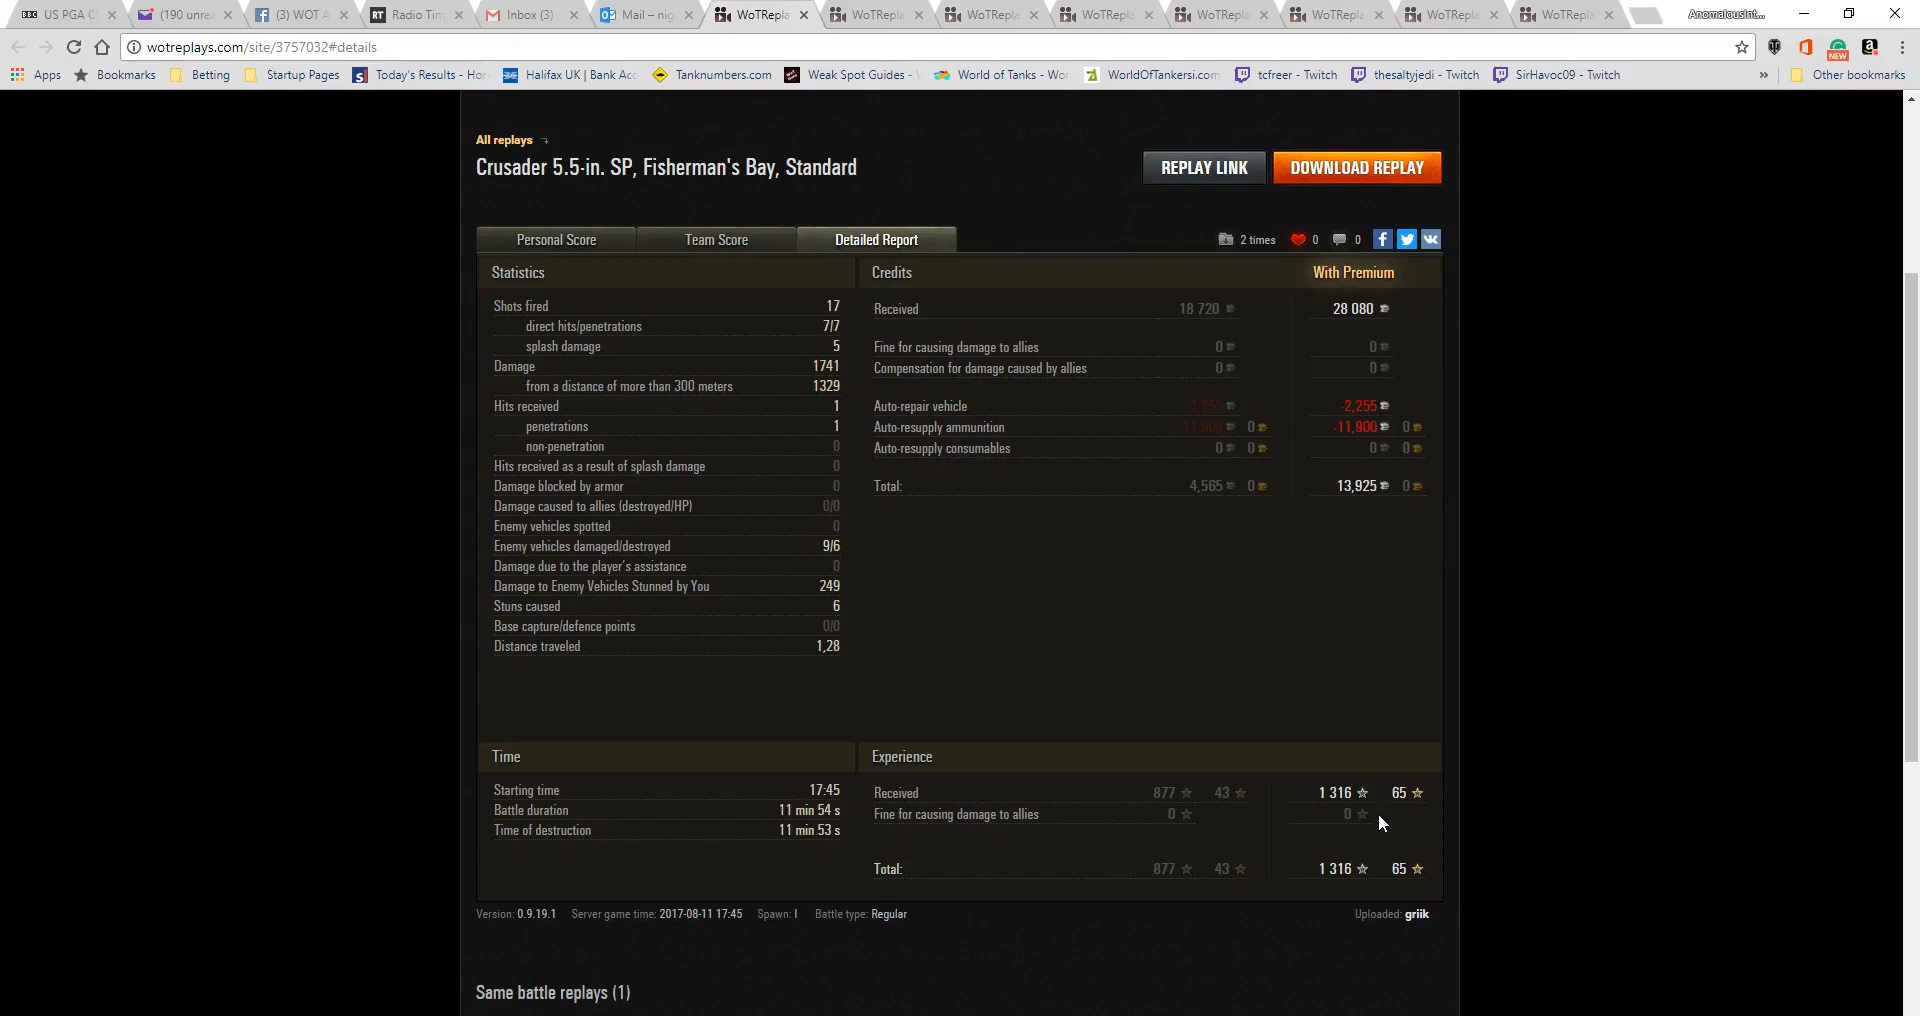 US PGA C
(190 unrea
(3) WOT A
Radio Tim
Inbox (3)
Mail – nig
WoTRepla
WoTRepla
WoTRepla
WoTRepla
WoTRepla
WoTRepla
WoTRepla
WoTRepla
AnomalousInt...
wotreplays.com/site/3757032#details
Apps
Bookmarks
Betting
Startup Pages
Today's Results - Hor
Halifax UK | Bank Acc
Tanknumbers.com
Weak Spot Guides -
World of Tanks - Wor
WorldOfTankersi.com
tcfreer - Twitch
thesaltyjedi - Twitch
SirHavoc09 - Twitch
» Other bookmarks
All replays
Crusader 5.5-in. SP, Fisherman's Bay, Standard
REPLAY LINK
DOWNLOAD REPLAY
Personal Score
Team Score
Detailed Report
2 times 0 0
Statistics
Shots fired 17
direct hits/penetrations 7/7
splash damage 5
Damage 1741
from a distance of more than 300 meters 1329
Hits received 1
penetrations 1
non-penetration 0
Hits received as a result of splash damage 0
Damage blocked by armor 0
Damage caused to allies (destroyed/HP) 0/0
Enemy vehicles spotted 0
Enemy vehicles damaged/destroyed 9/6
Damage due to the player's assistance 0
Damage to Enemy Vehicles Stunned by You 249
Stuns caused 6
Base capture/defence points 0/0
Distance traveled 1,28
Credits With Premium
Received 18 720 28 080
Fine for causing damage to allies 0 0
Compensation for damage caused by allies 0 0
Auto-repair vehicle -2,255
Auto-resupply ammunition 0 -11,900 0
Auto-resupply consumables 0 0 0 0
Total: 4,565 0 13,925 0
Time
Starting time 17:45
Battle duration 11 min 54 s
Time of destruction 11 min 53 s
Experience
Received 877 43 1 316 65
Fine for causing damage to allies 0 0
Total: 877 43 1 316 65
Version: 0.9.19.1 Server game time: 2017-08-11 17:45 Spawn: I Battle type: Regular
Uploaded: griik
Same battle replays (1)